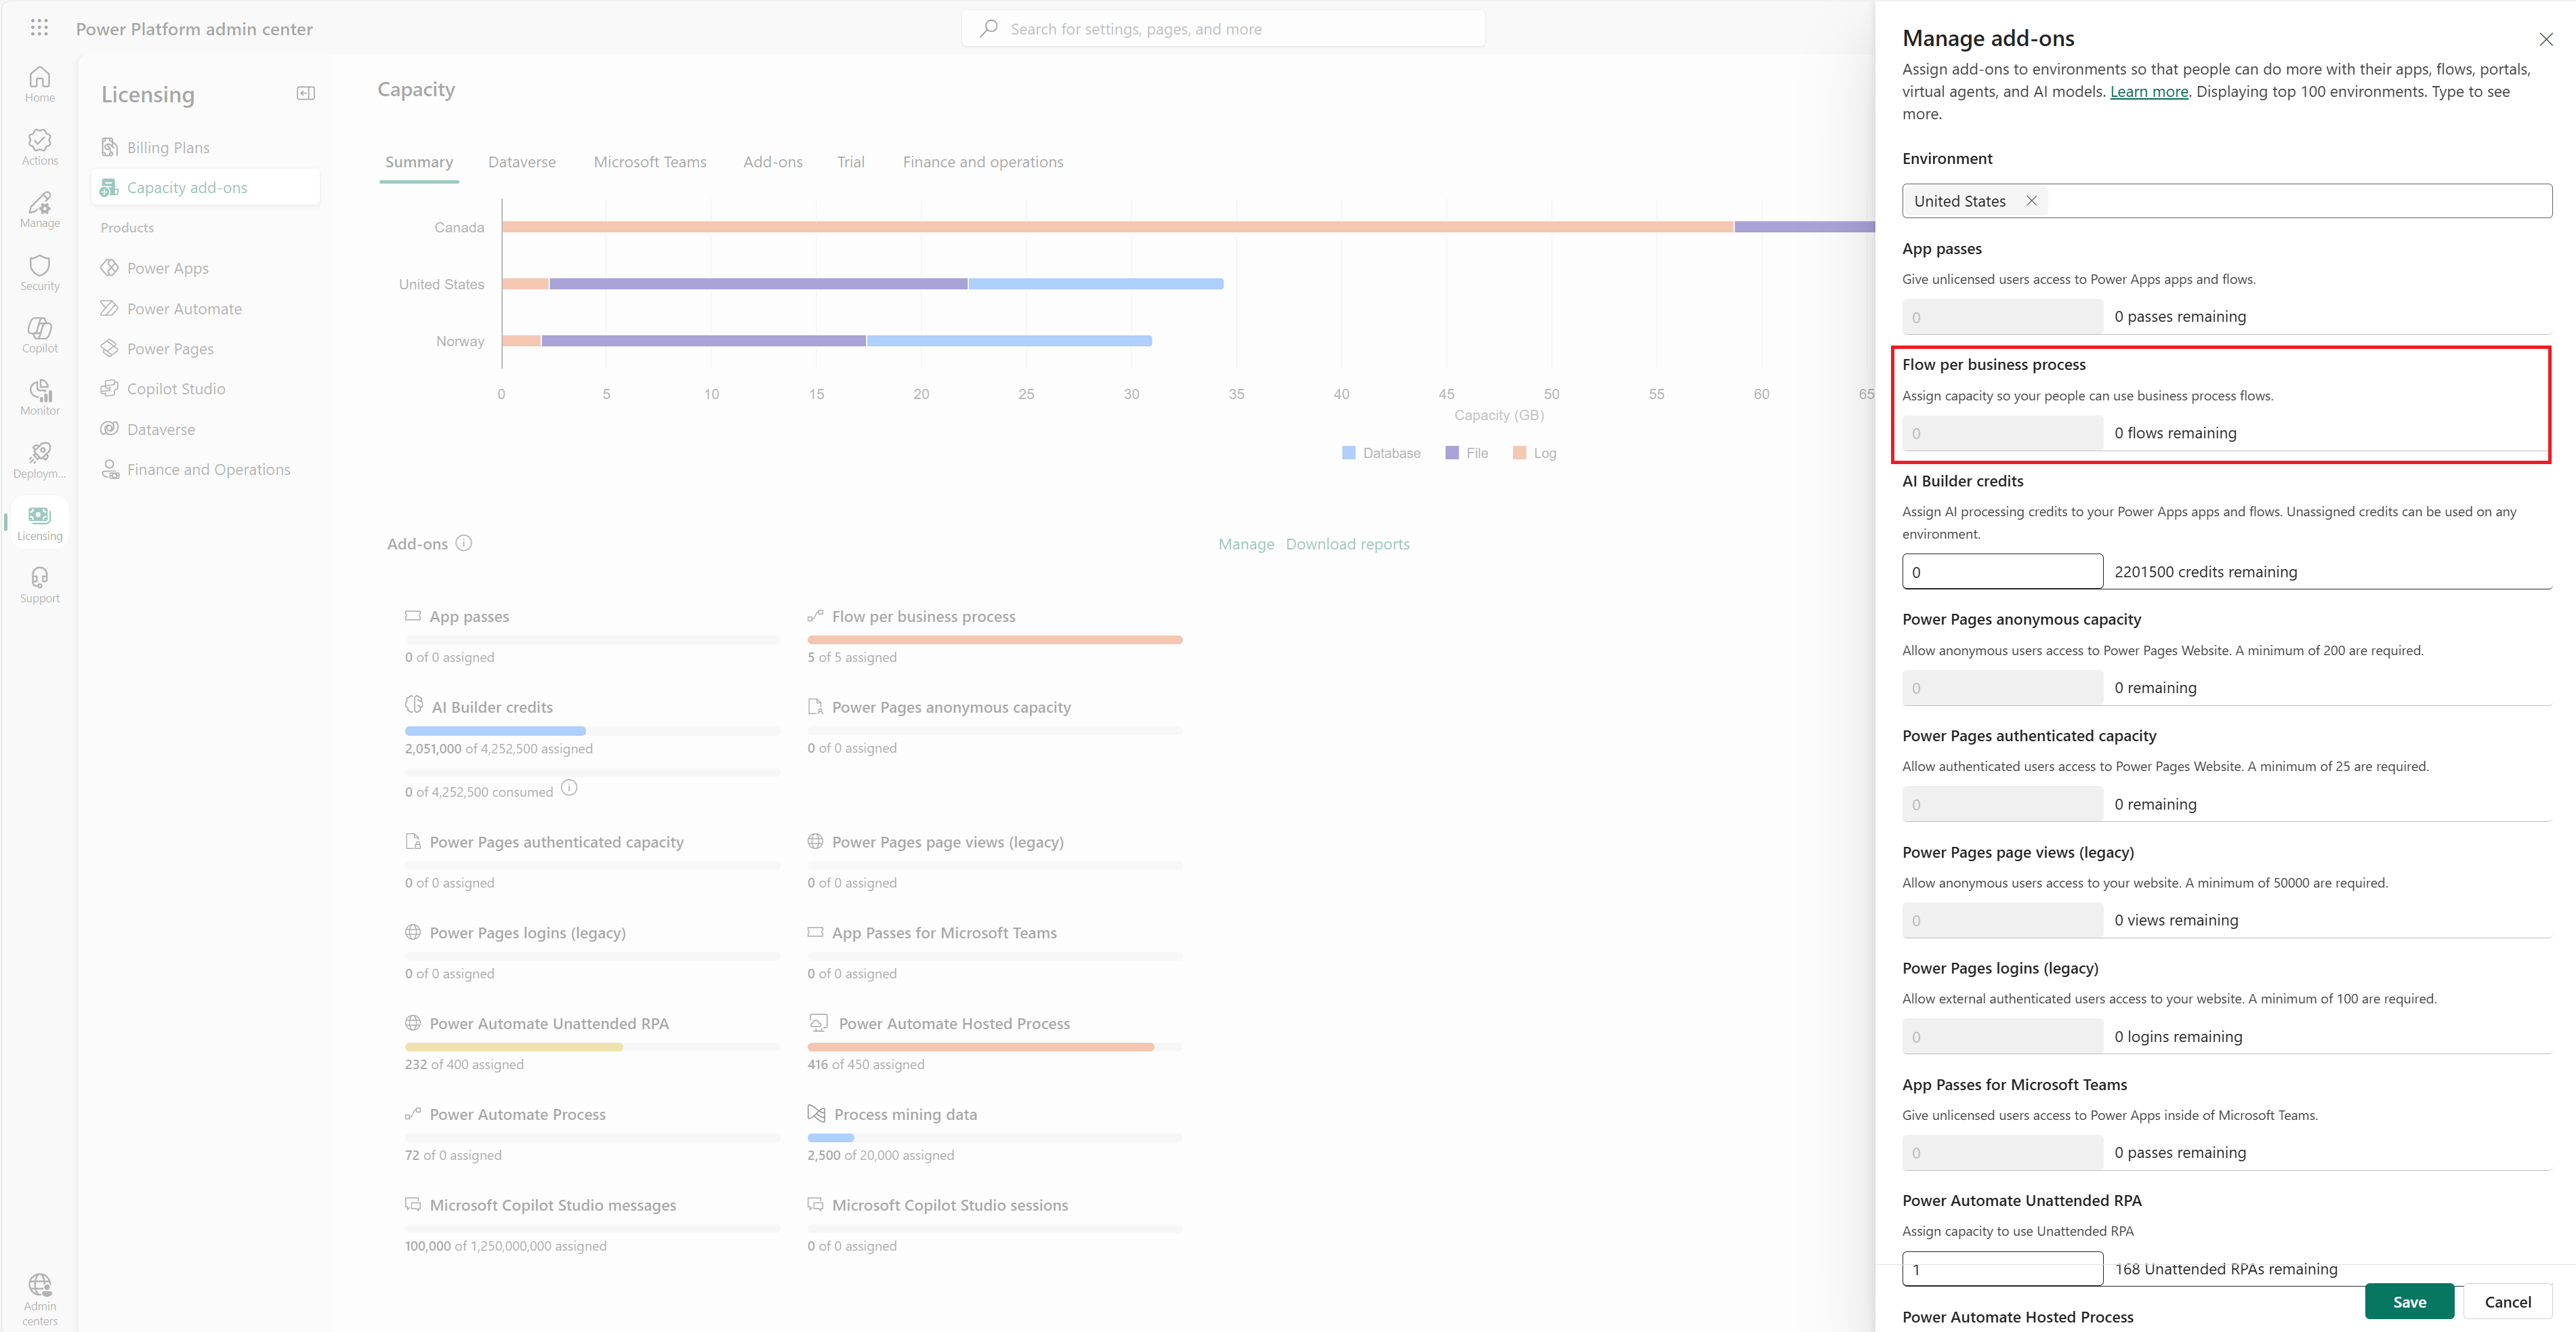 Power Platform admin center
Search for settings, pages, and more
Home
Actions
Manage
Security
Copilot
Monitor
Deploym...
Licensing
Support
Admin
centers
Licensing
Billing Plans
Capacity add-ons
Products
Power Apps
Power Automate
Power Pages
Copilot Studio
Dataverse
Finance and Operations
Capacity
Summary Dataverse Microsoft Teams Add-ons Trial Finance and operations
Canada
United States
Norway
0 5 10 15 20 25 30 35 40 45 50 55 60 65
Capacity (GB)
Database File Log
Add-ons
Manage Download reports
App passes
0 of 0 assigned
Flow per business process
5 of 5 assigned
AI Builder credits
2,051,000 of 4,252,500 assigned
0 of 4,252,500 consumed
Power Pages anonymous capacity
0 of 0 assigned
Power Pages authenticated capacity
0 of 0 assigned
Power Pages page views (legacy)
0 of 0 assigned
Power Pages logins (legacy)
0 of 0 assigned
App Passes for Microsoft Teams
0 of 0 assigned
Power Automate Unattended RPA
232 of 400 assigned
Power Automate Hosted Process
416 of 450 assigned
Power Automate Process
72 of 0 assigned
Process mining data
2,500 of 20,000 assigned
Microsoft Copilot Studio messages
100,000 of 1,250,000,000 assigned
Microsoft Copilot Studio sessions
0 of 0 assigned
Manage add-ons
Assign add-ons to environments so that people can do more with their apps, flows, portals,
virtual agents, and AI models. Learn more. Displaying top 100 environments. Type to see
more.
Environment
United States
App passes
Give unlicensed users access to Power Apps apps and flows.
0 0 passes remaining
Flow per business process
Assign capacity so your people can use business process flows.
0 0 flows remaining
AI Builder credits
Assign AI processing credits to your Power Apps apps and flows. Unassigned credits can be used on any
environment.
0 2201500 credits remaining
Power Pages anonymous capacity
Allow anonymous users access to Power Pages Website. A minimum of 200 are required.
0 0 remaining
Power Pages authenticated capacity
Allow authenticated users access to Power Pages Website. A minimum of 25 are required.
0 0 remaining
Power Pages page views (legacy)
Allow anonymous users access to your website. A minimum of 50000 are required.
0 0 views remaining
Power Pages logins (legacy)
Allow external authenticated users access to your website. A minimum of 100 are required.
0 0 logins remaining
App Passes for Microsoft Teams
Give unlicensed users access to Power Apps inside of Microsoft Teams.
0 0 passes remaining
Power Automate Unattended RPA
Assign capacity to use Unattended RPA
1 168 Unattended RPAs remaining
Save Cancel
Power Automate Hosted Process